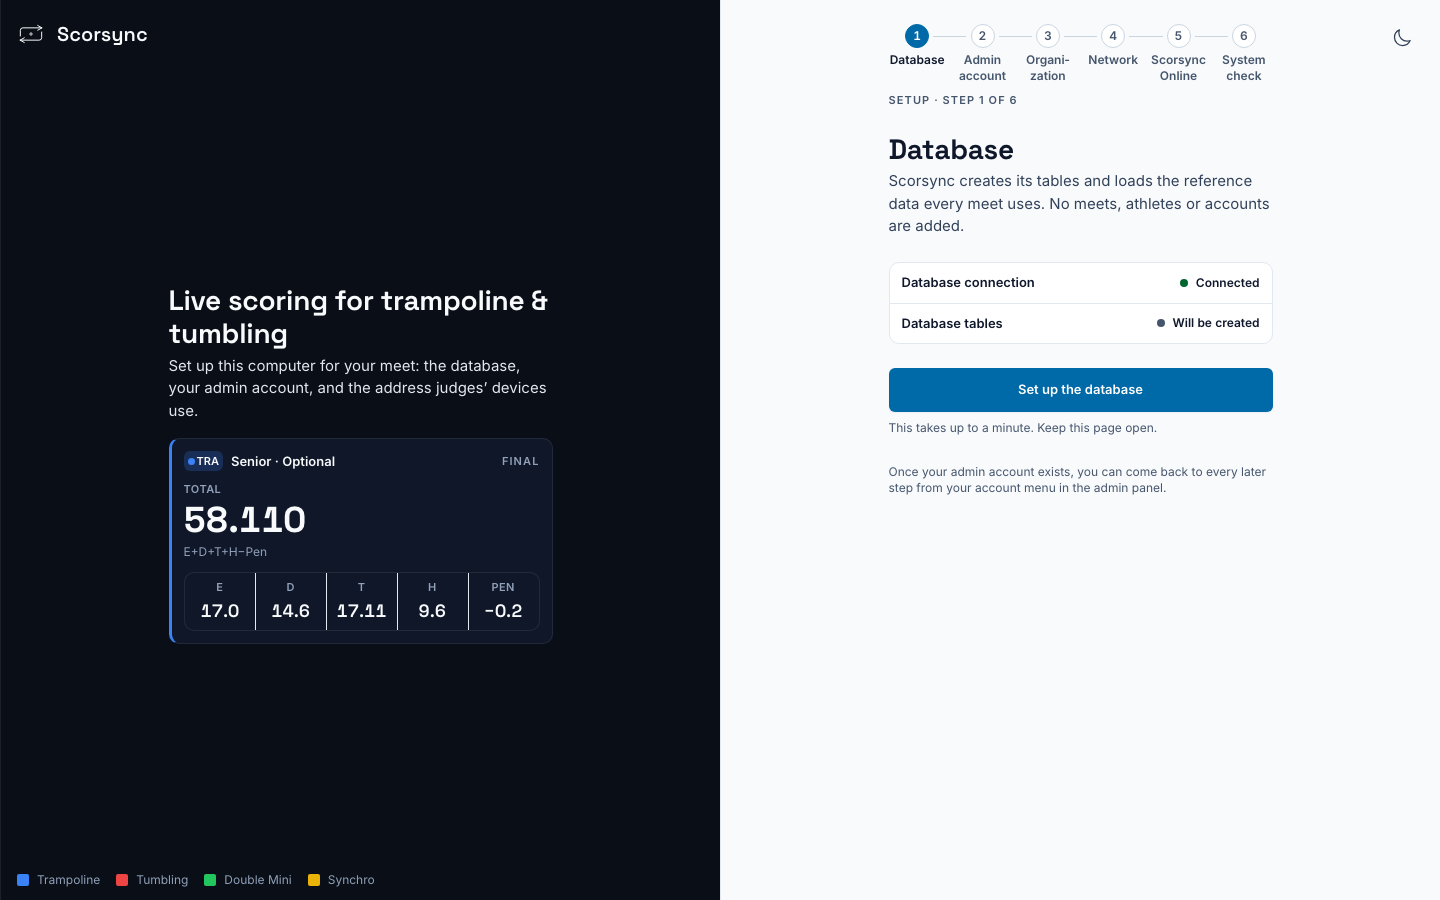 Scorsync
Live scoring for trampoline &
tumbling
Set up this computer for your meet: the database,
your admin account, and the address judges’ devices
use.
TRA Senior · Optional FINAL
TOTAL
58.110
E+D+T+H−Pen
E D T H PEN
17.0 14.6 17.11 9.6 −0.2
Trampoline Tumbling Double Mini Synchro
1 2 3 4 5 6
Database Admin Organi- Network Scorsync System
account zation Online check
SETUP · STEP 1 OF 6
Database
Scorsync creates its tables and loads the reference
data every meet uses. No meets, athletes or accounts
are added.
Database connection Connected
Database tables Will be created
Set up the database
This takes up to a minute. Keep this page open.
Once your admin account exists, you can come back to every later
step from your account menu in the admin panel.